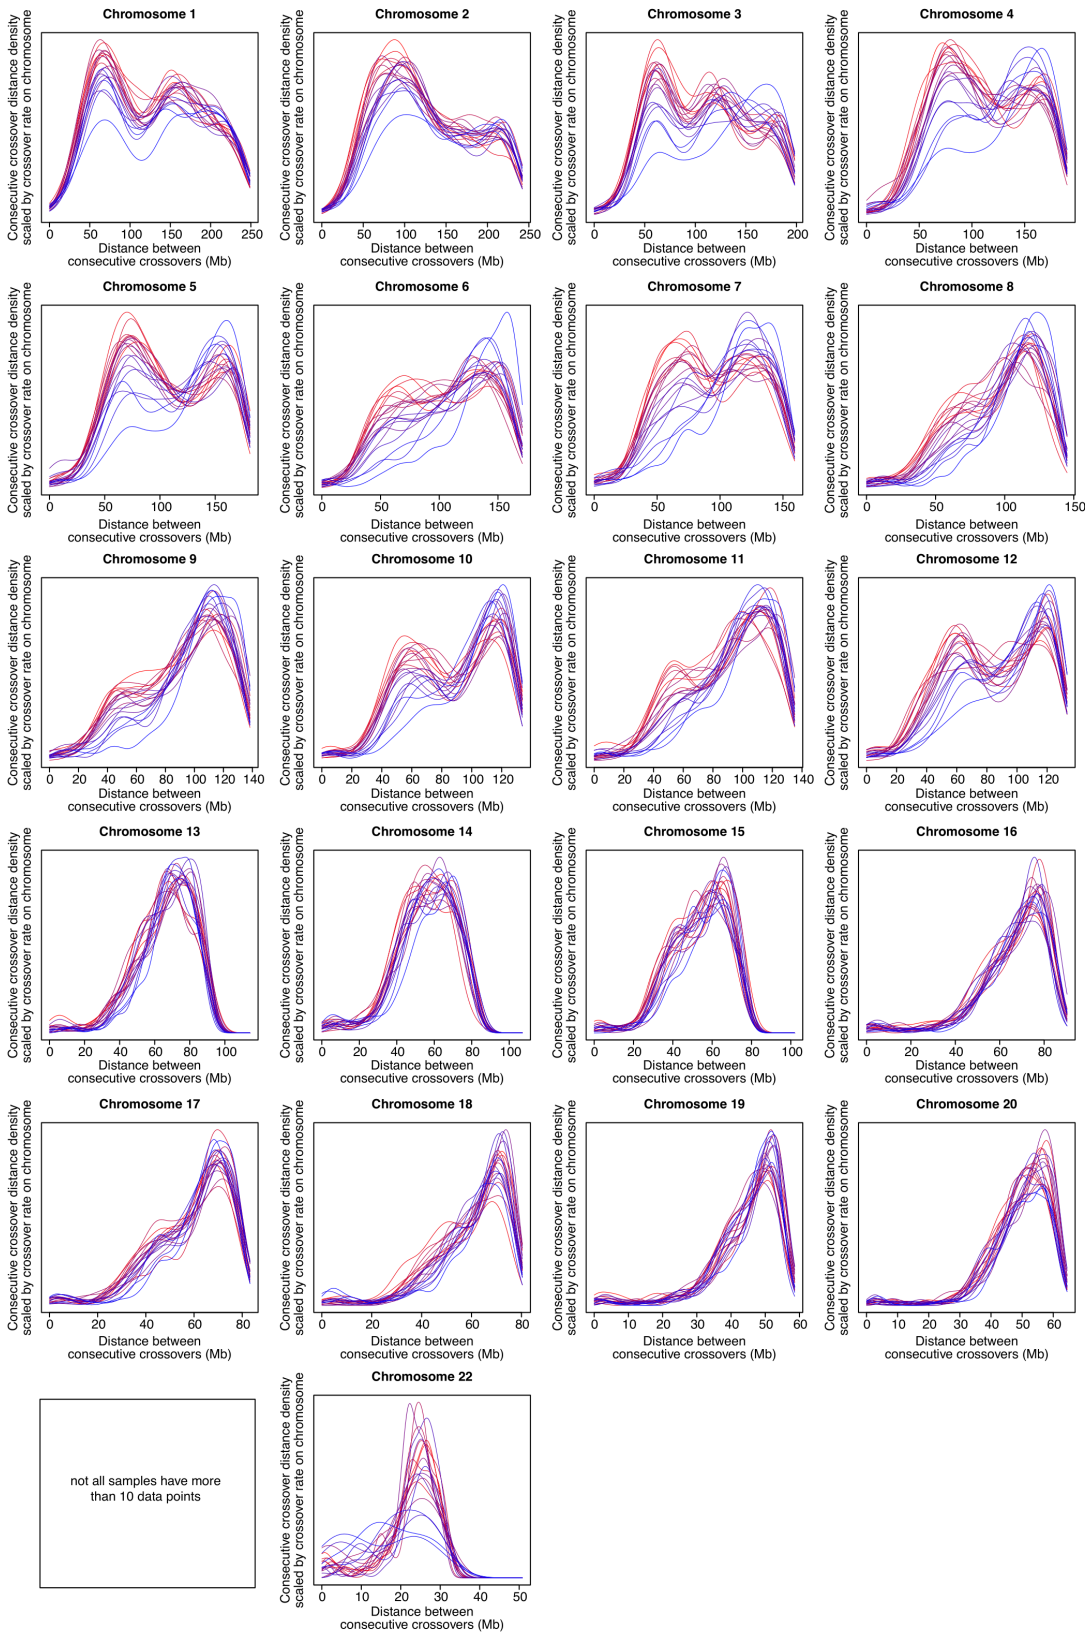 Chromosome 1
Consecutive crossover distance density
scaled by crossover rate on chromosome
0 50 100 150 200 250
Distance between
consecutive crossovers (Mb)
Chromosome 2
Consecutive crossover distance density
scaled by crossover rate on chromosome
0 50 100 150 200 250
Distance between
consecutive crossovers (Mb)
Chromosome 3
Consecutive crossover distance density
scaled by crossover rate on chromosome
0 50 100 150 200
Distance between
consecutive crossovers (Mb)
Chromosome 4
Consecutive crossover distance density
scaled by crossover rate on chromosome
0 50 100 150
Distance between
consecutive crossovers (Mb)
Chromosome 5
Consecutive crossover distance density
scaled by crossover rate on chromosome
0 50 100 150
Distance between
consecutive crossovers (Mb)
Chromosome 6
Consecutive crossover distance density
scaled by crossover rate on chromosome
0 50 100 150
Distance between
consecutive crossovers (Mb)
Chromosome 7
Consecutive crossover distance density
scaled by crossover rate on chromosome
0 50 100 150
Distance between
consecutive crossovers (Mb)
Chromosome 8
Consecutive crossover distance density
scaled by crossover rate on chromosome
0 50 100 150
Distance between
consecutive crossovers (Mb)
Chromosome 9
Consecutive crossover distance density
scaled by crossover rate on chromosome
0 20 40 60 80 100 120 140
Distance between
consecutive crossovers (Mb)
Chromosome 10
Consecutive crossover distance density
scaled by crossover rate on chromosome
0 20 40 60 80 100 120
Distance between
consecutive crossovers (Mb)
Chromosome 11
Consecutive crossover distance density
scaled by crossover rate on chromosome
0 20 40 60 80 100 120 140
Distance between
consecutive crossovers (Mb)
Chromosome 12
Consecutive crossover distance density
scaled by crossover rate on chromosome
0 20 40 60 80 100 120
Distance between
consecutive crossovers (Mb)
Chromosome 13
Consecutive crossover distance density
scaled by crossover rate on chromosome
0 20 40 60 80 100
Distance between
consecutive crossovers (Mb)
Chromosome 14
Consecutive crossover distance density
scaled by crossover rate on chromosome
0 20 40 60 80 100
Distance between
consecutive crossovers (Mb)
Chromosome 15
Consecutive crossover distance density
scaled by crossover rate on chromosome
0 20 40 60 80 100
Distance between
consecutive crossovers (Mb)
Chromosome 16
Consecutive crossover distance density
scaled by crossover rate on chromosome
0 20 40 60 80
Distance between
consecutive crossovers (Mb)
Chromosome 17
Consecutive crossover distance density
scaled by crossover rate on chromosome
0 20 40 60 80
Distance between
consecutive crossovers (Mb)
Chromosome 18
Consecutive crossover distance density
scaled by crossover rate on chromosome
0 20 40 60 80
Distance between
consecutive crossovers (Mb)
Chromosome 19
Consecutive crossover distance density
scaled by crossover rate on chromosome
0 10 20 30 40 50 60
Distance between
consecutive crossovers (Mb)
Chromosome 20
Consecutive crossover distance density
scaled by crossover rate on chromosome
0 10 20 30 40 50 60
Distance between
consecutive crossovers (Mb)
not all samples have more
than 10 data points
Chromosome 22
Consecutive crossover distance density
scaled by crossover rate on chromosome
0 10 20 30 40 50
Distance between
consecutive crossovers (Mb)